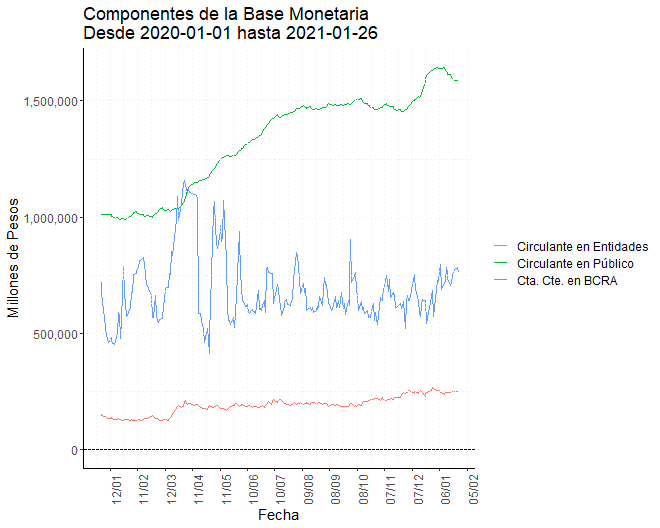 Componentes de la Base Monetaria
Desde 2020-01-01 hasta 2021-01-26
Millones de Pesos
1,500,000
1,000,000
500,000
0
12/01
11/02
12/03
11/04
11/05
10/06
10/07
09/08
08/09
08/10
07/11
07/12
06/01
05/02
Fecha
Circulante en Entidades
Circulante en Público
Cta. Cte. en BCRA